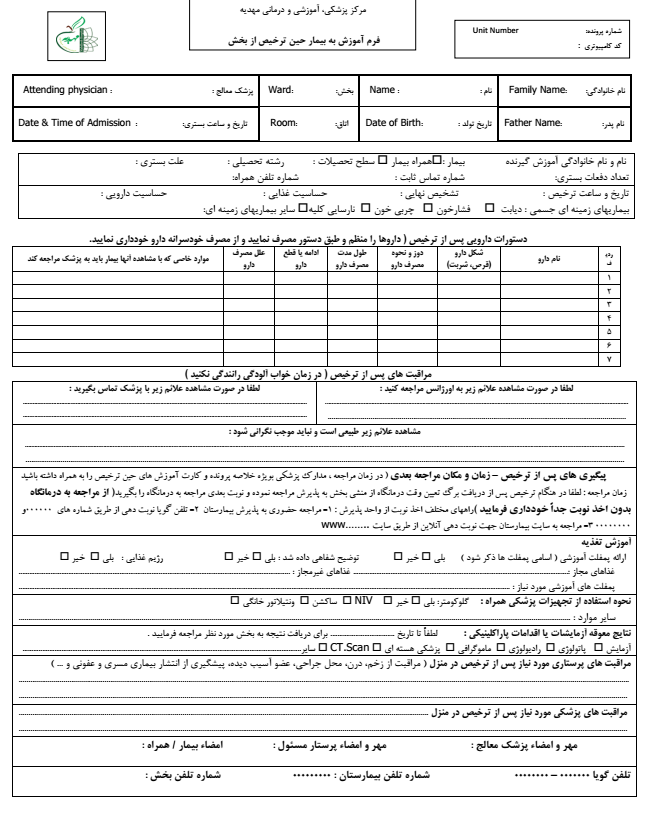 مرکز پزشکی، آموزشی و درمانی مهدیه
فرم آموزش به بیمار حین ترخیص از بخش
شماره پرونده: Unit Number
کد کامپیوتری :
نام خانوادگی: Family Name: نام : Name : بخش: Ward: پزشک معالج : Attending physician :
نام پدر: Father Name: تاریخ تولد : Date of Birth: اتاق: Room: تاریخ و ساعت بستری: Date & Time of Admission :
نام و نام خانوادگی آموزش گیرنده بیمار :☐همراه بیمار ☐ سطح تحصیلات : رشته تحصیلی : علت بستری :
تعداد دفعات بستری: شماره تماس ثابت : شماره تلفن همراه:
تاریخ و ساعت ترخیص : تشخیص نهایی : حساسیت غذایی : حساسیت دارویی :
بیماریهای زمینه ای جسمی : دیابت ☐ فشارخون ☐ چربی خون ☐ نارسایی کلیه☐ سایر بیماریهای زمینه ای:
دستورات دارویی پس از ترخیص ( داروها را منظم و طبق دستور مصرف نمایید و از مصرف خودسرانه دارو خودداری نمایید.
ردیف نام دارو شکل دارو (قرص، شربت) دوز و نحوه مصرف دارو طول مدت مصرف دارو ادامه یا قطع دارو علل مصرف دارو موارد خاصی که با مشاهده آنها بیمار باید به پزشک مراجعه کند
۱
۲
۳
۴
۵
۶
۷
مراقبت های پس از ترخیص ( در زمان خواب آلودگی رانندگی نکنید )
لطفا در صورت مشاهده علائم زیر به اورژانس مراجعه کنید :
لطفا در صورت مشاهده علائم زیر با پزشک تماس بگیرید :
مشاهده علائم زیر طبیعی است و نباید موجب نگرانی شود :
پیگیری های پس از ترخیص – زمان و مکان مراجعه بعدی ( در زمان مراجعه ، مدارک پزشکی بویژه خلاصه پرونده و کارت آموزش های حین ترخیص را به همراه داشته باشید
زمان مراجعه : لطفا در هنگام ترخیص پس از دریافت برگ تعیین وقت درمانگاه از منشی بخش به پذیرش مراجعه نموده و نوبت بعدی مراجعه به درمانگاه را بگیرید( از مراجعه به درمانگاه
بدون اخذ نوبت جداً خودداری فرمایید )راههای مختلف اخذ نوبت از واحد پذیرش : ۱- مراجعه حضوری به پذیرش بیمارستان ۲- تلفن گویا نوبت دهی از طریق شماره های ۰۰۰۰۰۰و
۰۰۰۰۰۰۰۰ ۳- مراجعه به سایت بیمارستان جهت نوبت دهی آنلاین از طریق سایت ........www
آموزش تغذیه
ارائه پمفلت آموزشی ( اسامی پمفلت ها ذکر شود ) بلی ☐ خیر ☐ توضیح شفاهی داده شد : بلی ☐ خیر ☐ رژیم غذایی : بلی ☐ خیر ☐
غذاهای مجاز : غذاهای غیرمجاز :
پمفلت های آموزشی مورد نیاز :
نحوه استفاده از تجهیزات پزشکی همراه : گلوکومتر: بلی ☐ خیر ☐ NIV ☐ ساکشن ☐ ونتیلاتور خانگی ☐
سایر موارد :
نتایج معوقه آزمایشات یا اقدامات پاراکلینیکی : لطفاً تا تاریخ ............ برای دریافت نتیجه به بخش مورد نظر مراجعه فرمایید .
آزمایش ☐ پاتولوژی ☐ رادیولوژی ☐ ماموگرافی ☐ پزشکی هسته ای ☐ CT.Scan ☐ سایر
مراقبت های پرستاری مورد نیاز پس از ترخیص در منزل ( مراقبت از زخم، درن، محل جراحی، عضو آسیب دیده، پیشگیری از انتشار بیماری مسری و عفونی و ... )
مراقبت های پزشکی مورد نیاز پس از ترخیص در منزل
مهر و امضاء پزشک معالج : مهر و امضاء پرستار مسئول : امضاء بیمار / همراه :
تلفن گویا ۰۰۰۰۰۰۰ – ۰۰۰۰۰۰۰۰ شماره تلفن بیمارستان : ۰۰۰۰۰۰۰۰۰ شماره تلفن بخش :